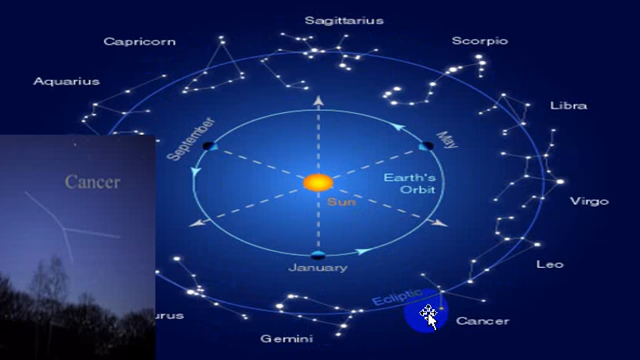 Sagittarius
Capricorn
Scorpio
Aquarius
Libra
September
May
Cancer
Earth's
Orbit
Sun
Virgo
January
Leo
Ecliptic
urus
Gemini
Cancer